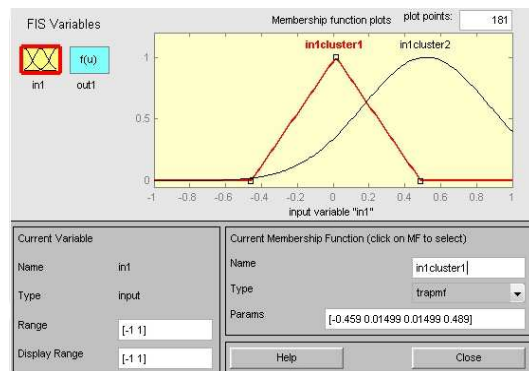 FIS Variables
Membership function plots plot points: 181
f(u)
in1 out1
in1cluster1 in1cluster2
1
0.5
0
-1 -0.8 -0.6 -0.4 -0.2 0 0.2 0.4 0.6 0.8 1
input variable "in1"
Current Variable
Name in1
Type input
Range [-1 1]
Display Range [-1 1]
Current Membership Function (click on MF to select)
Name in1cluster1
Type trapmf
Params [-0.459 0.01499 0.01499 0.489]
Help Close